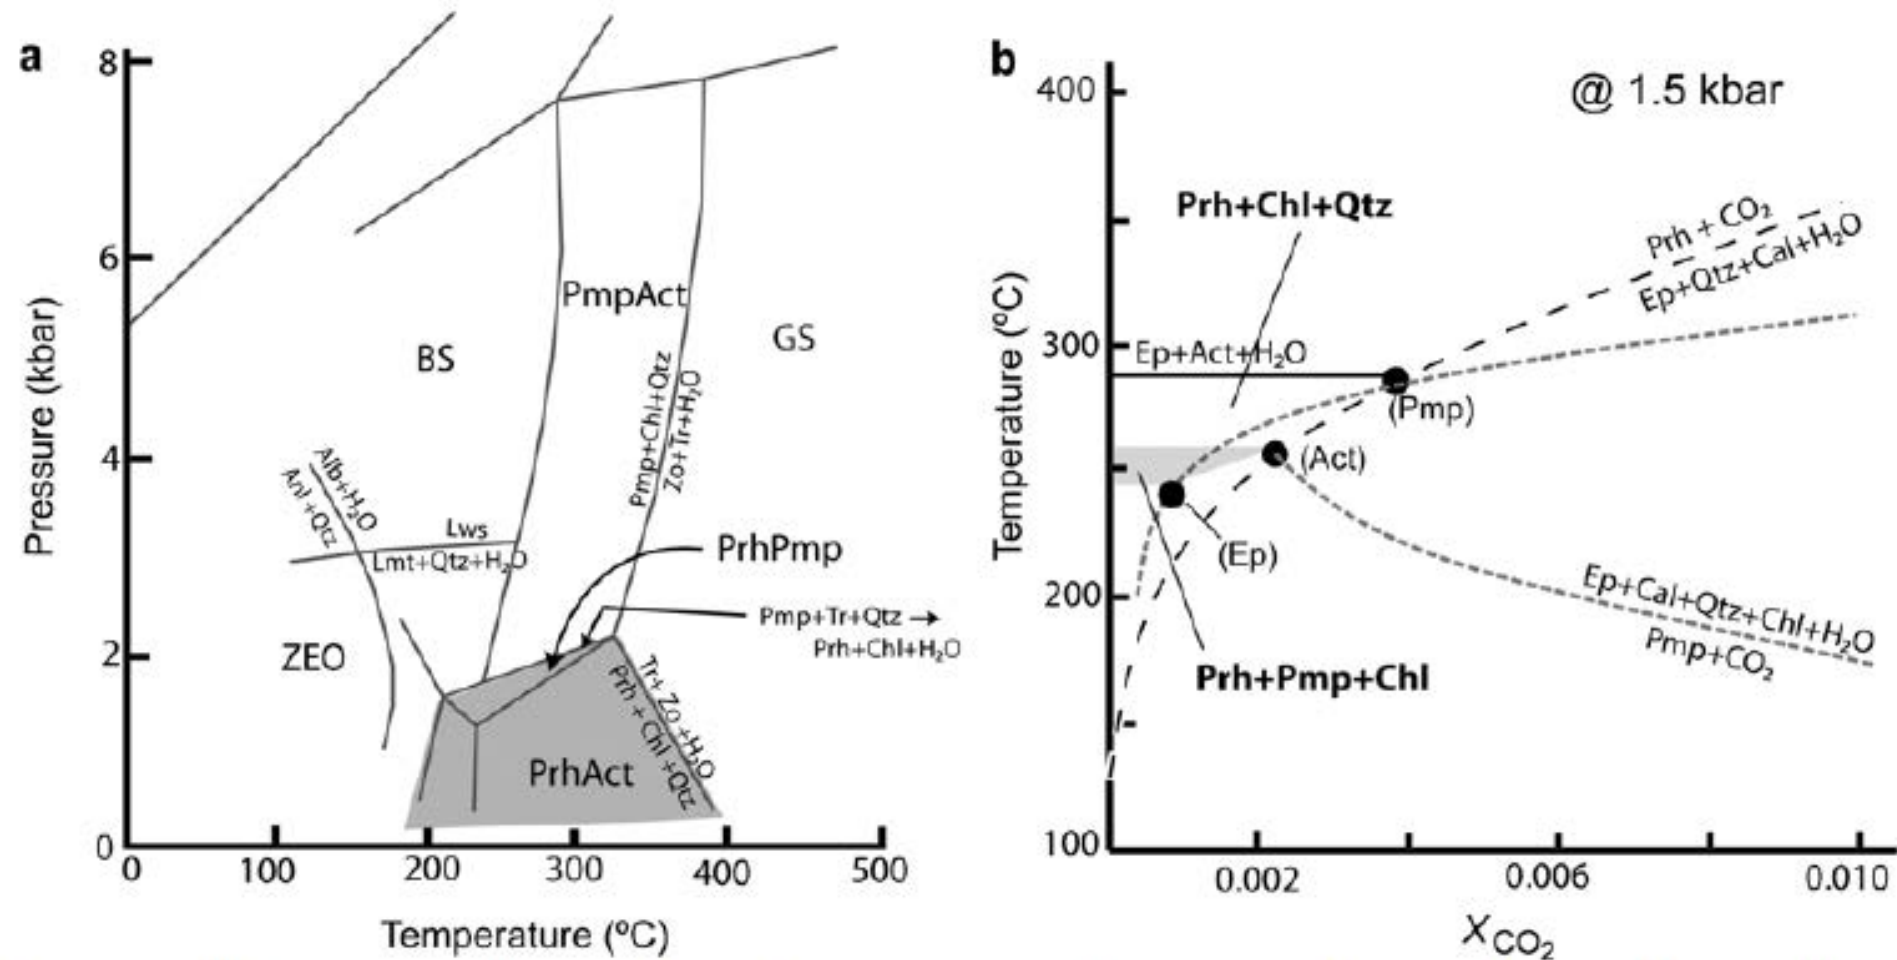 a
8
6
4
2
0
0
100
200
300
400
500
Pressure (kbar)
Temperature (ºC)
BS
PmpAct
GS
Pmp+Chl+Qtz
Zo+Tr+H₂O
Alb+H₂O
Anl+Qtz
Lws
Lmt+Qtz+H₂O
PrhPmp
Pmp+Tr+Qtz →
Prh+Chl+H₂O
ZEO
PrhAct
Tr+Zo+H₂O
Prh+Chl+Qtz
b
@ 1.5 kbar
400
300
200
100
Temperature (ºC)
Prh+Chl+Qtz
Prh + CO₂
Ep+Qtz+Cal+H₂O
Ep+Act+H₂O
(Pmp)
(Act)
(Ep)
Ep+Cal+Qtz+Chl+H₂O
Pmp+CO₂
Prh+Pmp+Chl
0.002
0.006
0.010
X CO₂